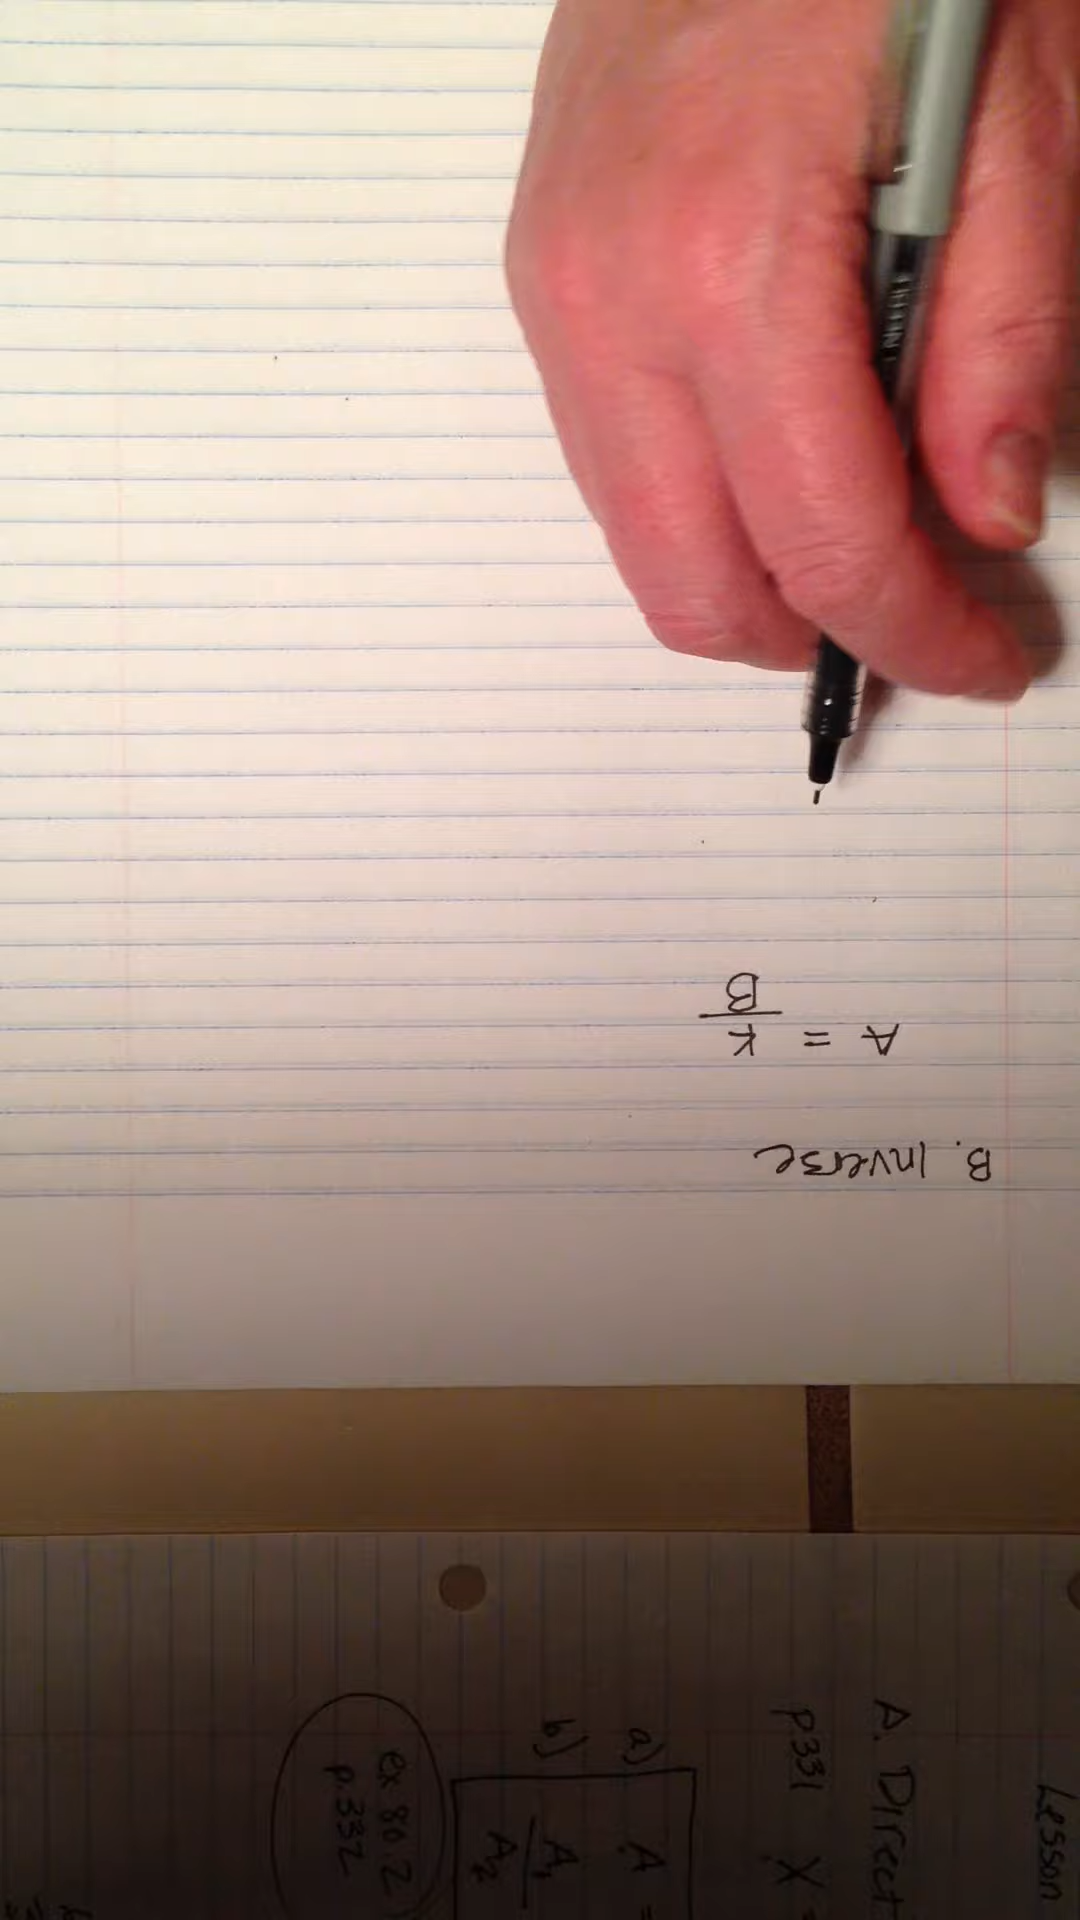 B. Inverse
A = k/B
Lesson
A. Direct
p331 X
a) A =
b) A₁/A₂
ex 80.2
p.332